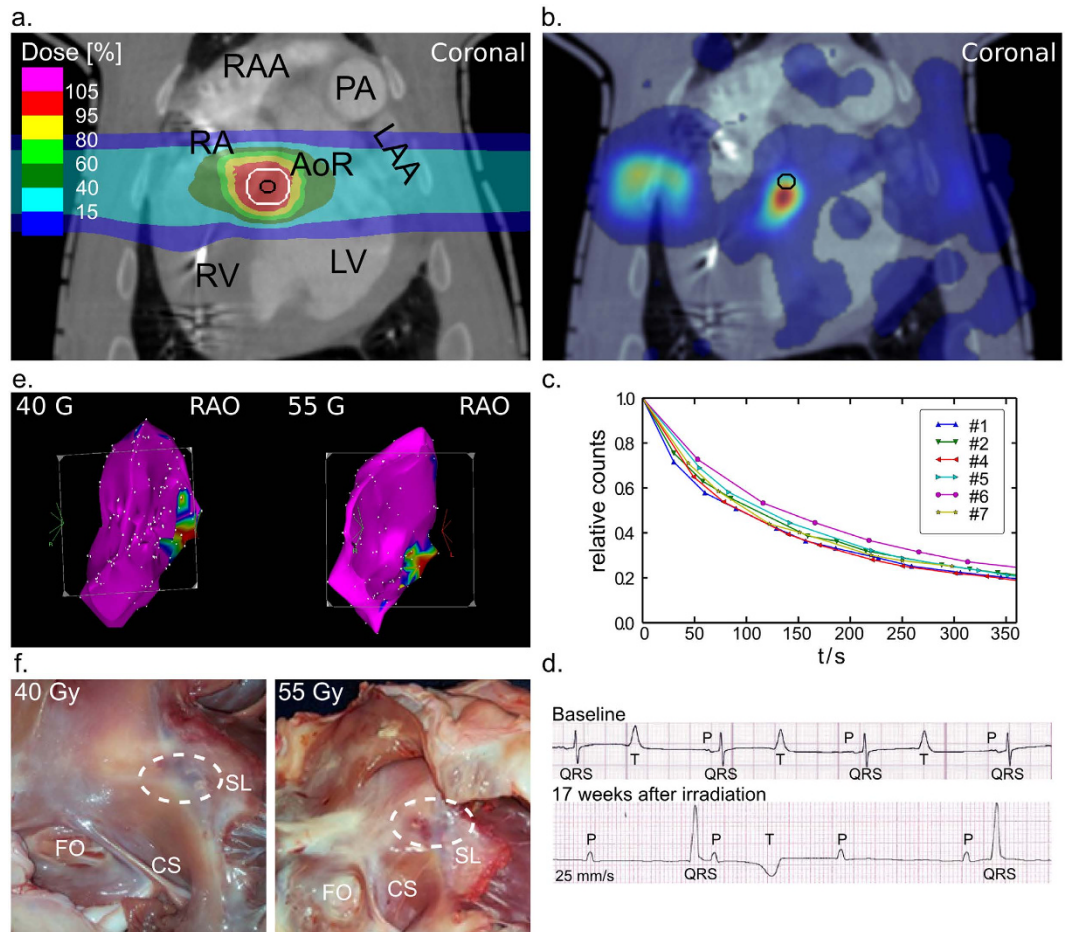 a.
Dose [%]
105
95
80
60
40
15
Coronal
RAA
PA
RA
LAA
AoR
RV
LV
b.
Coronal
e.
40 G
RAO
55 G
RAO
c.
relative counts
1.0
0.8
0.6
0.4
0.2
0.0
0 50 100 150 200 250 300 350
t/s
#1
#2
#4
#5
#6
#7
f.
40 Gy
SL
FO
CS
55 Gy
SL
FO
CS
d.
Baseline
P P P
T T T
QRS QRS QRS QRS
17 weeks after irradiation
P P T P P
QRS QRS
25 mm/s